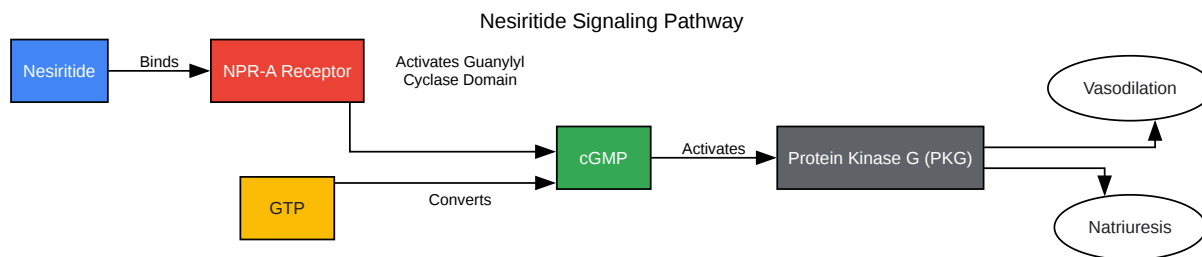 Nesiritide Signaling Pathway
Nesiritide
Binds
NPR-A Receptor
Activates Guanylyl
Cyclase Domain
Vasodilation
cGMP
Activates
Protein Kinase G (PKG)
GTP
Converts
Natriuresis